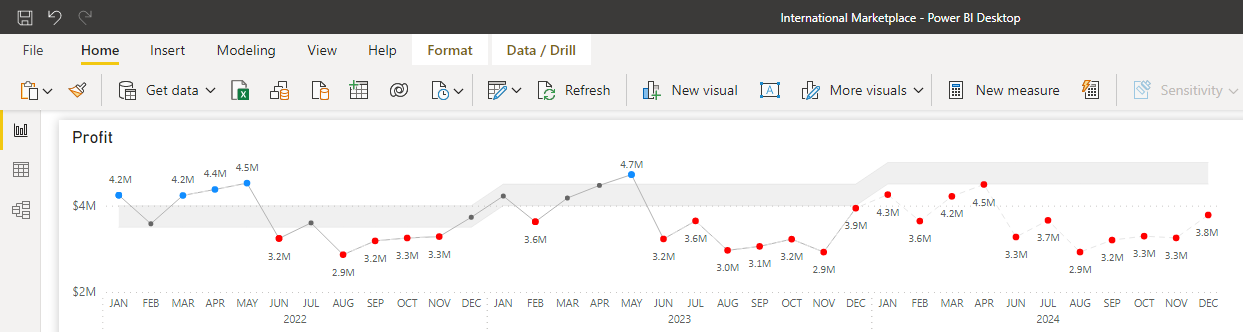 International Marketplace - Power BI Desktop
File Home Insert Modeling View Help Format Data / Drill
Get data Refresh New visual A More visuals New measure Sensitivity
Profit
4.7M
4.2M 4.2M 4.4M 4.5M
$4M
3.2M 2.9M 3.2M 3.3M 3.3M 3.6M 3.2M 3.6M 3.0M 3.1M 3.2M 2.9M 3.9M 4.3M 3.6M 4.2M 4.5M 3.3M 3.7M 2.9M 3.2M 3.3M 3.3M 3.8M
$2M
JAN FEB MAR APR MAY JUN JUL AUG SEP OCT NOV DEC JAN FEB MAR APR MAY JUN JUL AUG SEP OCT NOV DEC JAN FEB MAR APR MAY JUN JUL AUG SEP OCT NOV DEC
2022 2023 2024